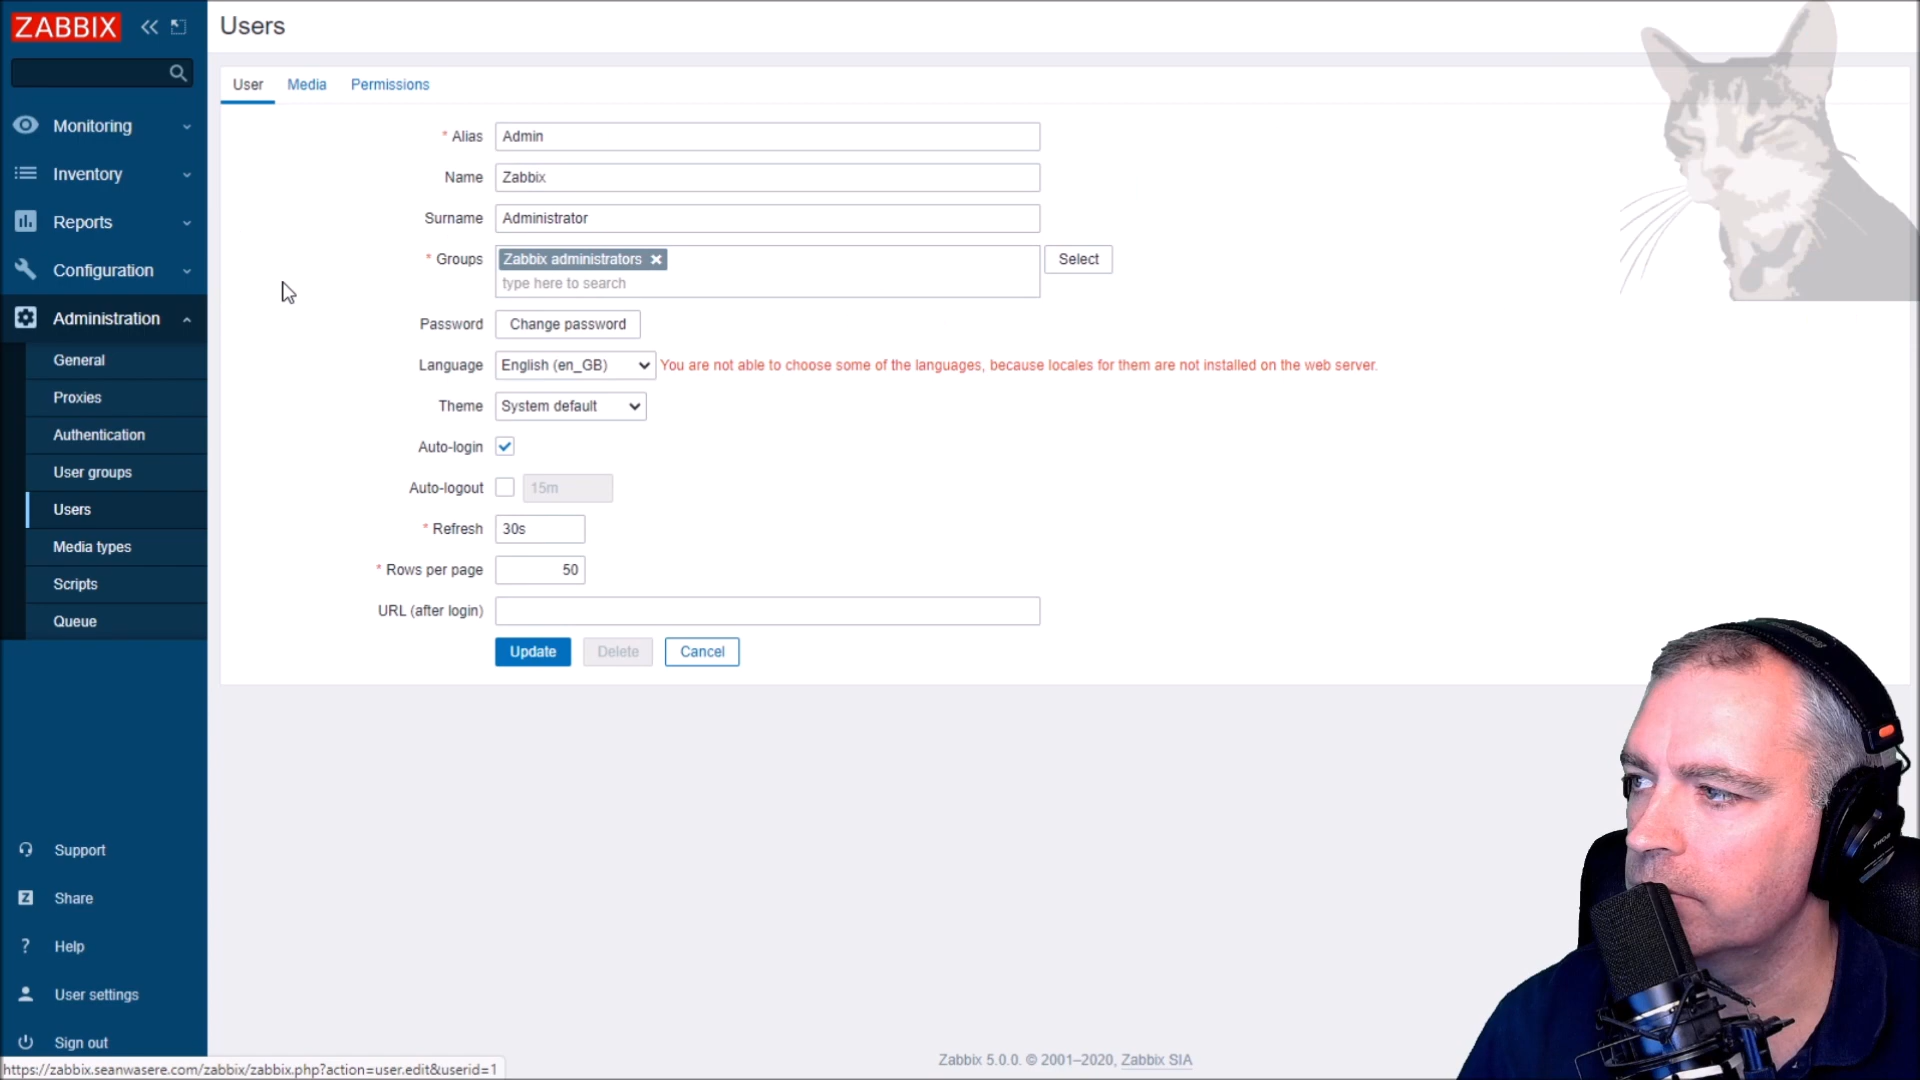 ZABBIX
Users
User Media Permissions
Monitoring
Inventory
Reports
Configuration
Administration
General
Proxies
Authentication
User groups
Users
Media types
Scripts
Queue
Support
Share
Help
User settings
Sign out
* Alias Admin
Name Zabbix
Surname Administrator
* Groups Zabbix administrators Select
type here to search
Password Change password
Language English (en_GB) You are not able to choose some of the languages, because locales for them are not installed on the web server.
Theme System default
Auto-login
Auto-logout 15m
* Refresh 30s
* Rows per page 50
URL (after login)
Update Delete Cancel
Zabbix 5.0.0. © 2001–2020, Zabbix SIA
https://zabbix.seanwasere.com/zabbix/zabbix.php?action=user.edit&userid=1